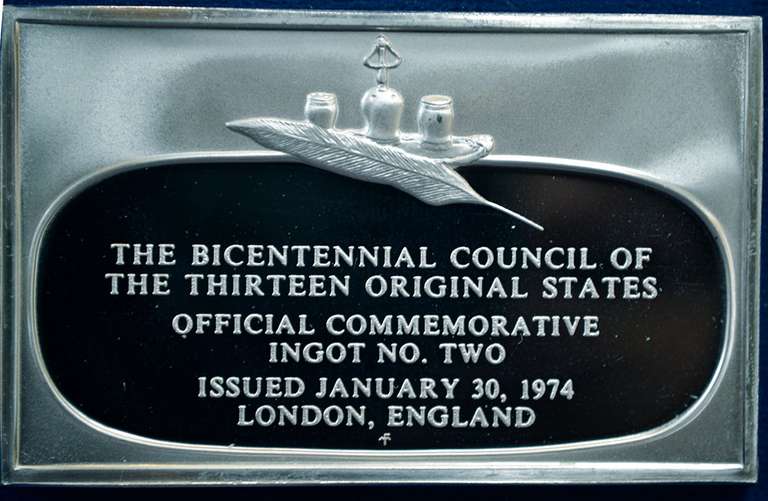 THE BICENTENNIAL COUNCIL OF
THE THIRTEEN ORIGINAL STATES
OFFICIAL COMMEMORATIVE
INGOT NO. TWO
ISSUED JANUARY 30, 1974
LONDON, ENGLAND